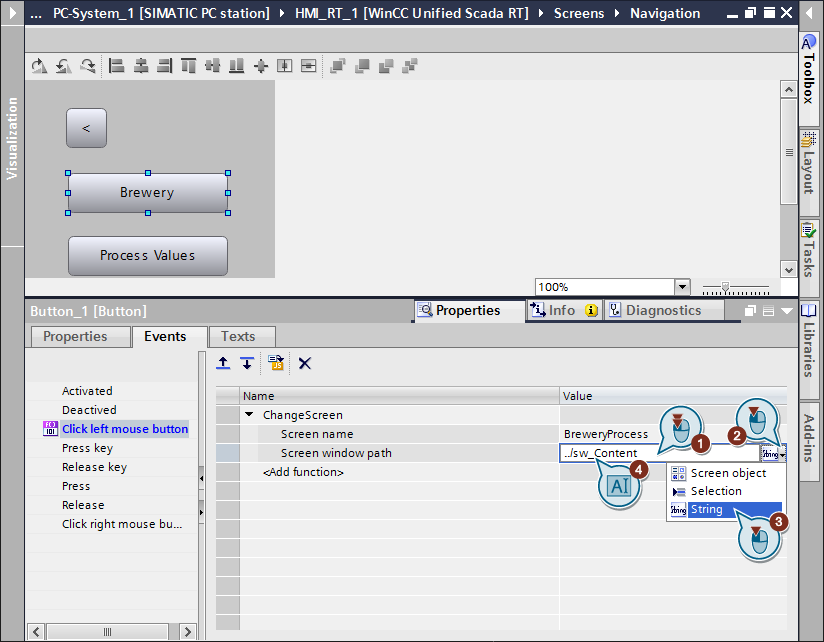 ... PC-System_1 [SIMATIC PC station] HMI_RT_1 [WinCC Unified Scada RT] Screens Navigation
Visualization
Toolbox
Layout
Tasks
Libraries
Add-ins
<
Brewery
Process Values
100%
Button_1 [Button]
Properties
Info
Diagnostics
Properties
Events
Texts
Activated
Deactived
Click left mouse button
Press key
Release key
Press
Release
Click right mouse bu...
Name Value
ChangeScreen
Screen name BreweryProcess
Screen window path ../sw_Content String
<Add function>
Screen object
Selection
String String
1
2
3
4
AI